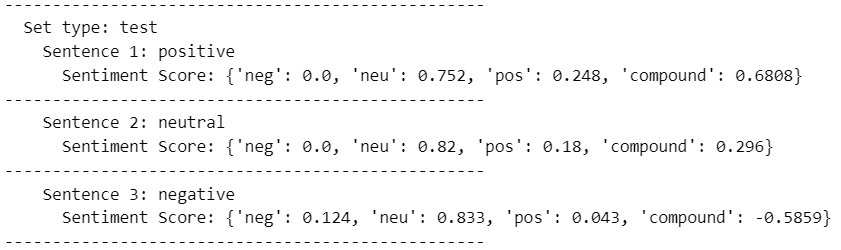 --------------------------------------------------
Set type: test
Sentence 1: positive
Sentiment Score: {'neg': 0.0, 'neu': 0.752, 'pos': 0.248, 'compound': 0.6808}
--------------------------------------------------
Sentence 2: neutral
Sentiment Score: {'neg': 0.0, 'neu': 0.82, 'pos': 0.18, 'compound': 0.296}
--------------------------------------------------
Sentence 3: negative
Sentiment Score: {'neg': 0.124, 'neu': 0.833, 'pos': 0.043, 'compound': -0.5859}
--------------------------------------------------